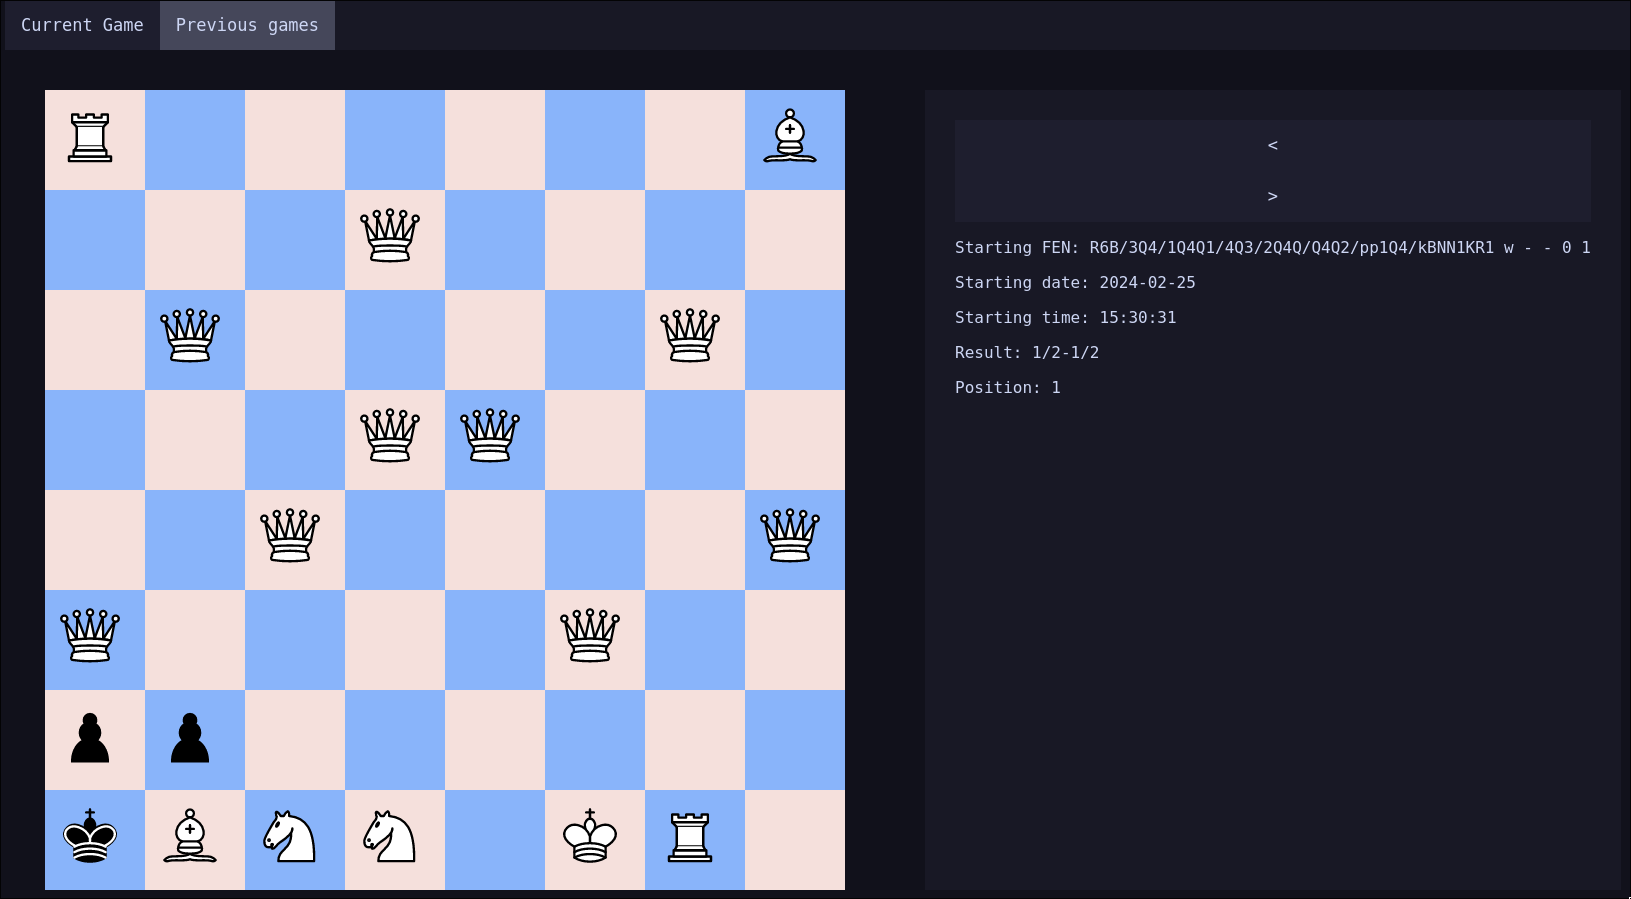 Current Game Previous games
<
>
Starting FEN: R6B/3Q4/1Q4Q1/4Q3/2Q4Q/Q4Q2/pp1Q4/kBNN1KR1 w - - 0 1
Starting date: 2024-02-25
Starting time: 15:30:31
Result: 1/2-1/2
Position: 1